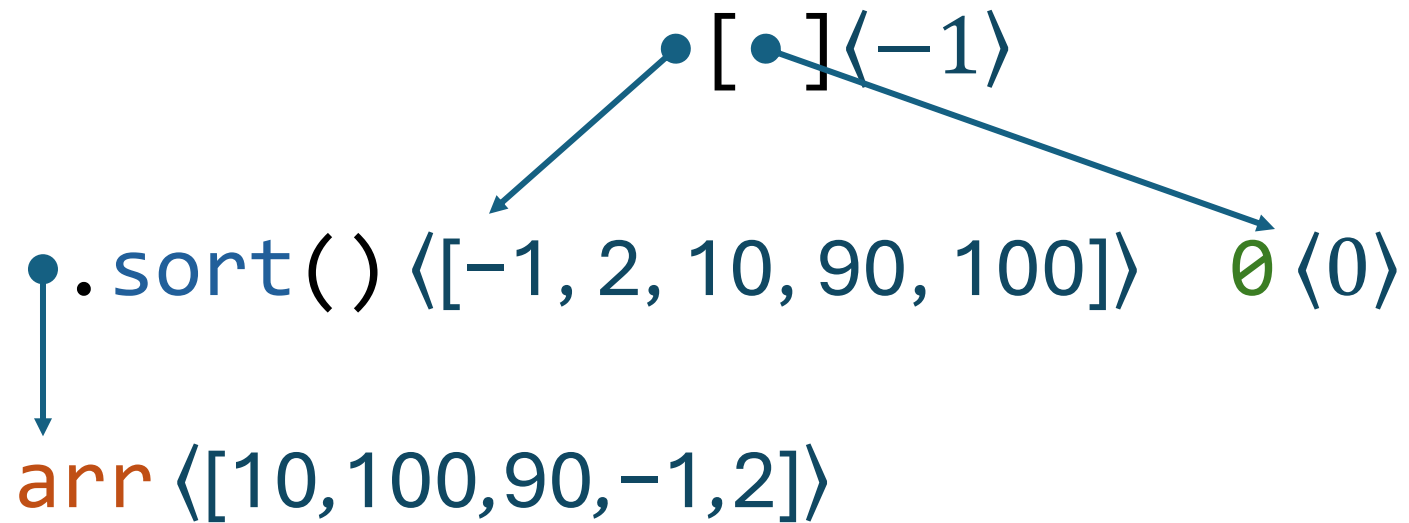 [ ]⟨−1⟩
.sort()⟨[−1, 2, 10, 90, 100]⟩ 0⟨0⟩
arr⟨[10,100,90,−1,2]⟩